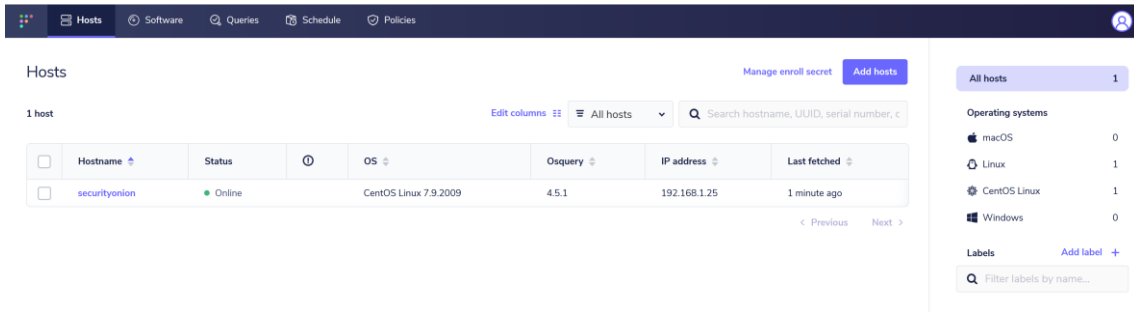 Hosts Software Queries Schedule Policies
Hosts
Manage enroll secret Add hosts
1 host
Edit columns All hosts Search hostname, UUID, serial number, c
Hostname Status OS Osquery IP address Last fetched
securityonion Online CentOS Linux 7.9.2009 4.5.1 192.168.1.25 1 minute ago
< Previous Next >
All hosts 1
Operating systems
macOS 0
Linux 1
CentOS Linux 1
Windows 0
Labels Add label +
Filter labels by name...